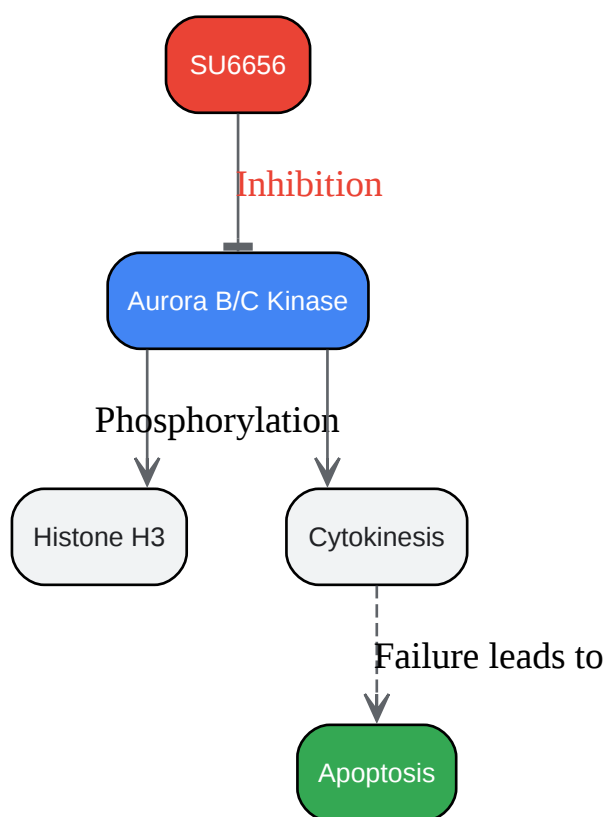 SU6656
Inhibition
Aurora B/C Kinase
Phosphorylation
Histone H3
Cytokinesis
Failure leads to
Apoptosis